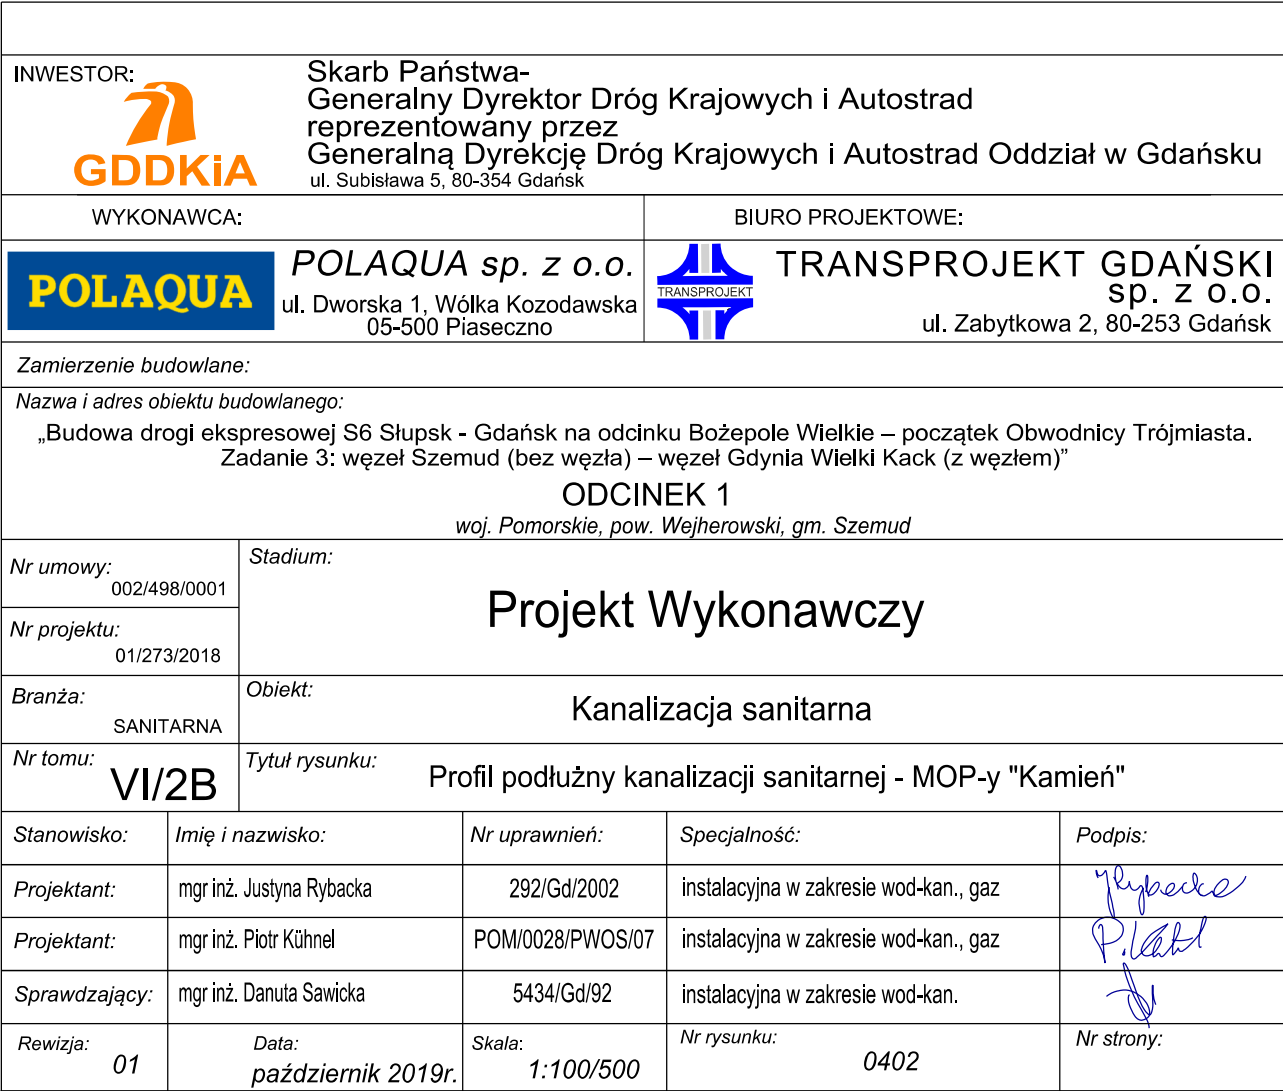 INWESTOR:
GDDKiA
Skarb Państwa-
Generalny Dyrektor Dróg Krajowych i Autostrad
reprezentowany przez
Generalną Dyrekcję Dróg Krajowych i Autostrad Oddział w Gdańsku
ul. Subisława 5, 80-354 Gdańsk
WYKONAWCA:
BIURO PROJEKTOWE:
POLAQUA
POLAQUA sp. z o.o.
ul. Dworska 1, Wólka Kozodawska
05-500 Piaseczno
TRANSPROJEKT
TRANSPROJEKT GDAŃSKI
sp. z o.o.
ul. Zabytkowa 2, 80-253 Gdańsk
Zamierzenie budowlane:
Nazwa i adres obiektu budowlanego:
„Budowa drogi ekspresowej S6 Słupsk - Gdańsk na odcinku Bożepole Wielkie – początek Obwodnicy Trójmiasta.
Zadanie 3: węzeł Szemud (bez węzła) – węzeł Gdynia Wielki Kack (z węzłem)”
ODCINEK 1
woj. Pomorskie, pow. Wejherowski, gm. Szemud
Nr umowy:
002/498/0001
Stadium:
Projekt Wykonawczy
Nr projektu:
01/273/2018
Branża:
SANITARNA
Obiekt:
Kanalizacja sanitarna
Nr tomu:
VI/2B
Tytuł rysunku:
Profil podłużny kanalizacji sanitarnej - MOP-y "Kamień"
Stanowisko: Imię i nazwisko: Nr uprawnień: Specjalność: Podpis:
Projektant: mgr inż. Justyna Rybacka 292/Gd/2002 instalacyjna w zakresie wod-kan., gaz JRybacka
Projektant: mgr inż. Piotr Kühnel POM/0028/PWOS/07 instalacyjna w zakresie wod-kan., gaz
Sprawdzający: mgr inż. Danuta Sawicka 5434/Gd/92 instalacyjna w zakresie wod-kan.
Rewizja: 01
Data: październik 2019r.
Skala: 1:100/500
Nr rysunku: 0402
Nr strony: